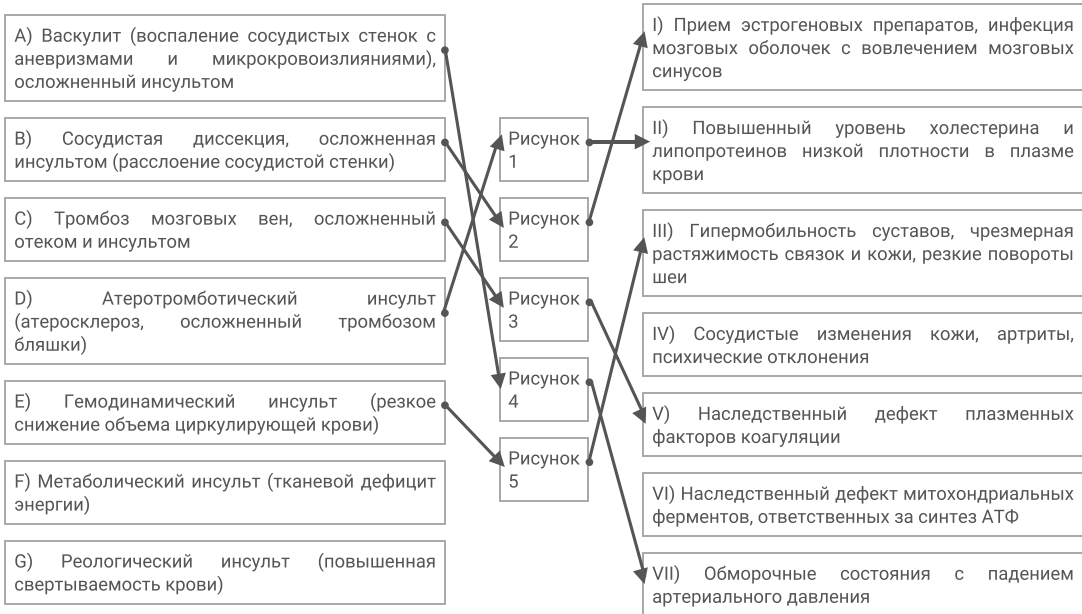 A) Васкулит (воспаление сосудистых стенок с
аневризмами и микрокровоизлияниями),
осложненный инсультом
B) Сосудистая диссекция, осложненная
инсультом (расслоение сосудистой стенки)
C) Тромбоз мозговых вен, осложненный
отеком и инсультом
D) Атеротромботический инсульт
(атеросклероз, осложненный тромбозом
бляшки)
E) Гемодинамический инсульт (резкое
снижение объема циркулирующей крови)
F) Метаболический инсульт (тканевой дефицит
энергии)
G) Реологический инсульт (повышенная
свертываемость крови)
Рисунок
1
Рисунок
2
Рисунок
3
Рисунок
4
Рисунок
5
I) Прием эстрогеновых препаратов, инфекция
мозговых оболочек с вовлечением мозговых
синусов
II) Повышенный уровень холестерина и
липопротеинов низкой плотности в плазме
крови
III) Гипермобильность суставов, чрезмерная
растяжимость связок и кожи, резкие повороты
шеи
IV) Сосудистые изменения кожи, артриты,
психические отклонения
V) Наследственный дефект плазменных
факторов коагуляции
VI) Наследственный дефект митохондриальных
ферментов, ответственных за синтез АТФ
VII) Обморочные состояния с падением
артериального давления